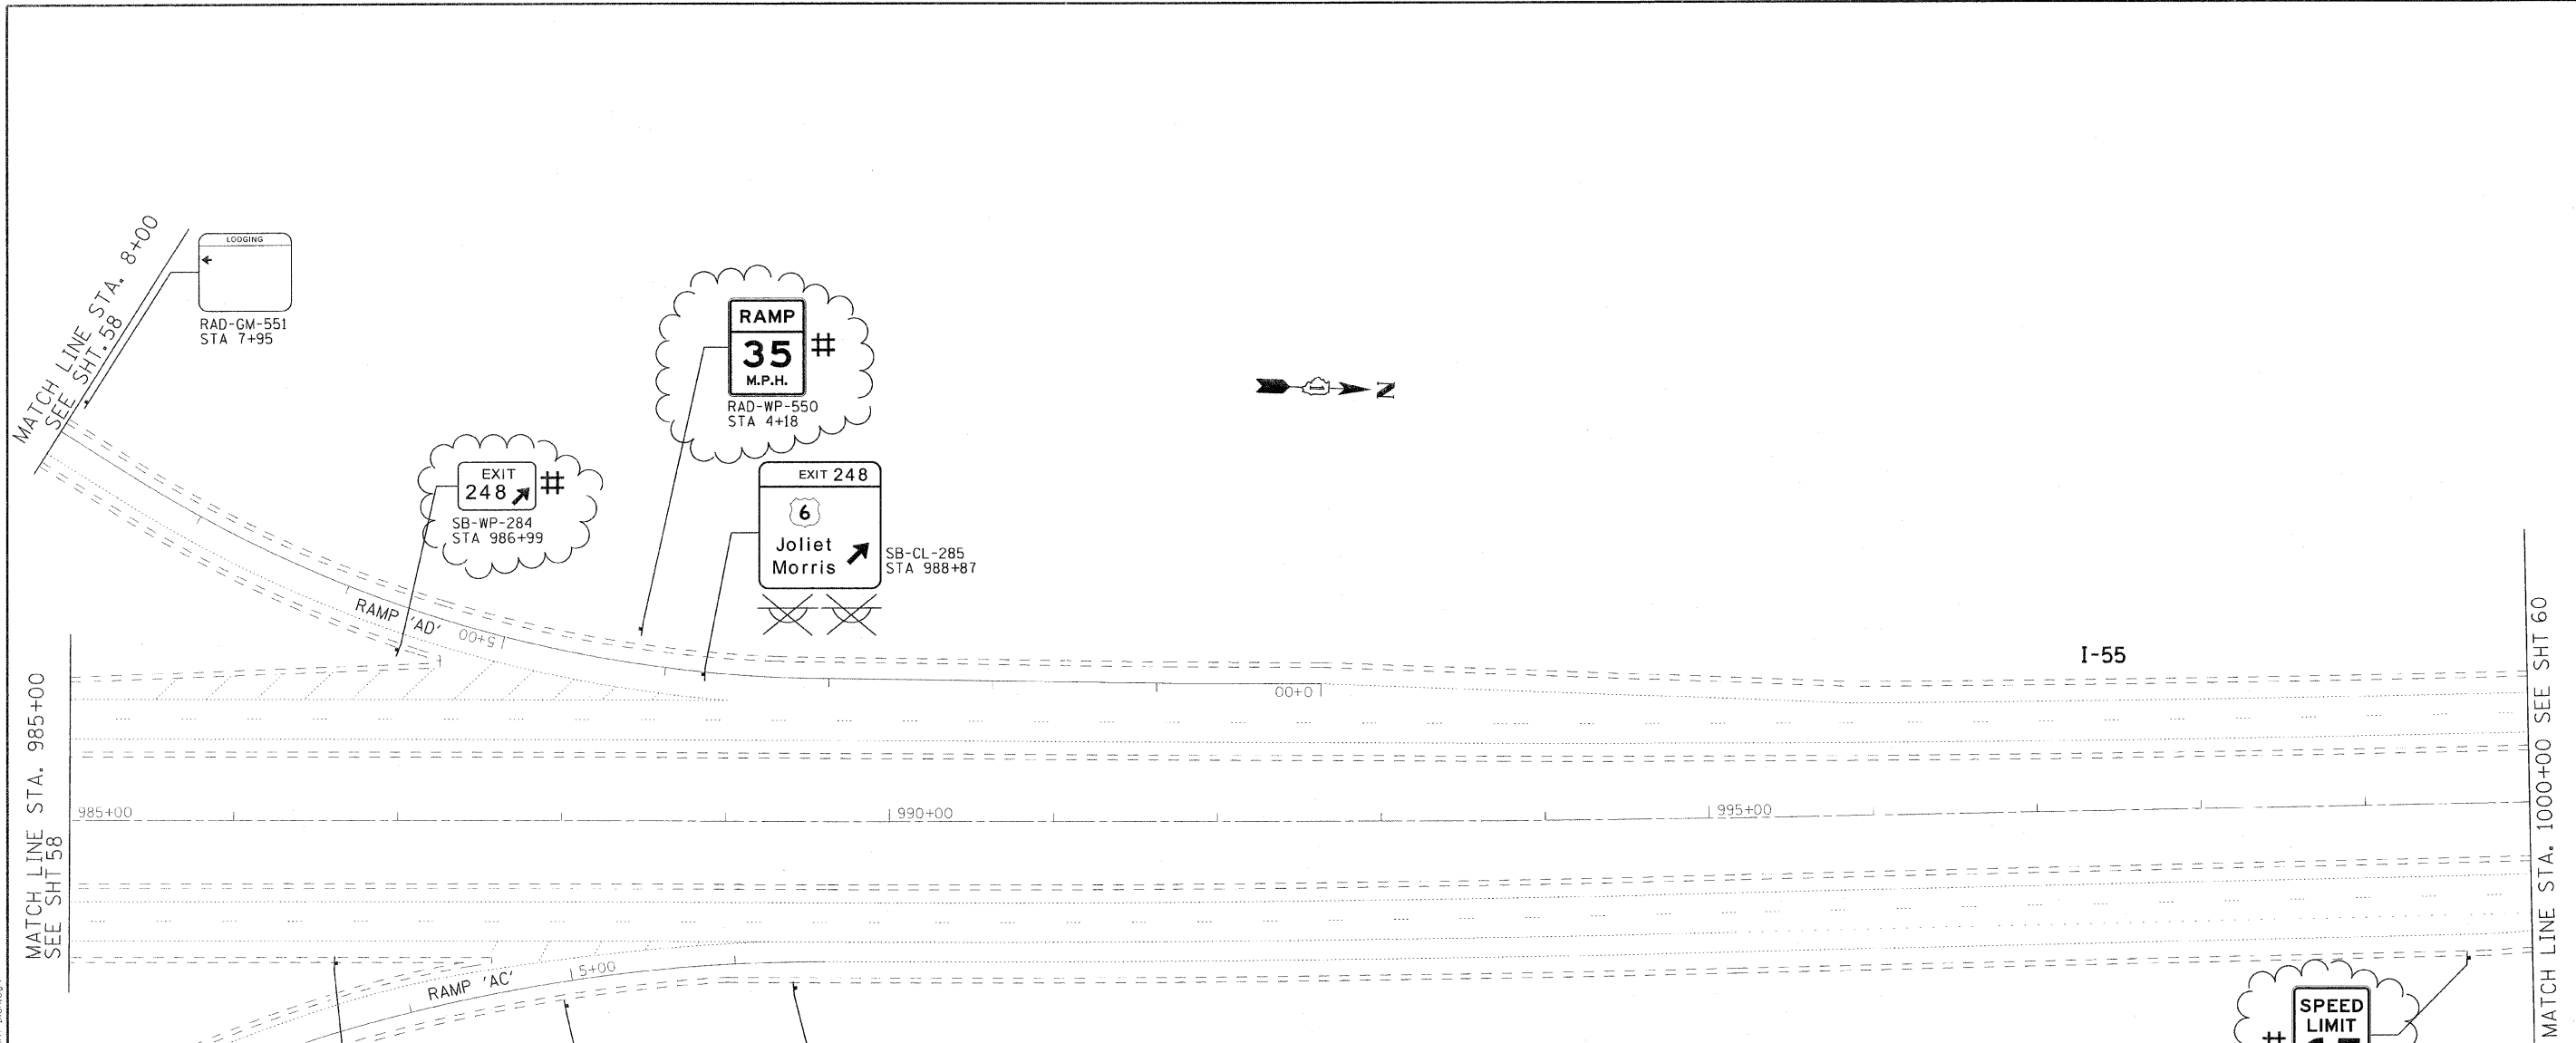 MATCH LINE STA. 8+00
SEE SHT. 58
LODGING
RAD-GM-551
STA 7+95
RAMP
35
M.P.H.
#
RAD-WP-550
STA 4+18
N
EXIT
248
#
SB-WP-284
STA 986+99
EXIT 248
6
Joliet
Morris
SB-CL-285
STA 988+87
RAMP 'AD'
5+00
0+00
I-55
MATCH LINE STA. 985+00
SEE SHT 58
985+00
990+00
995+00
MATCH LINE STA. 1000+00 SEE SHT 60
RAMP 'AC'
5+00
SPEED
LIMIT
#